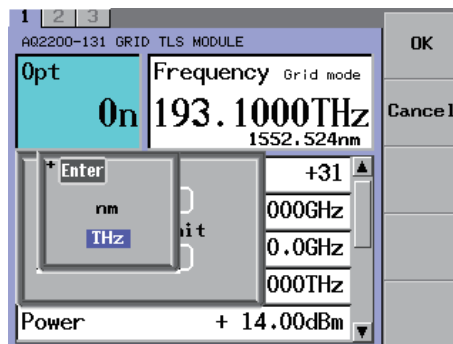 1 2 3
AQ2200-131 GRID TLS MODULE
OK
Opt
On
Frequency Grid mode
193.1000THz
1552.524nm
Cancel
Enter
nm
THz
+31
000GHz
0.0GHz
000THz
Power + 14.00dBm